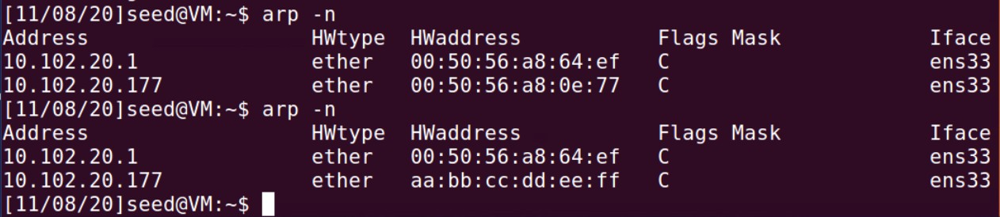 [11/08/20]seed@VM:~$ arp -n
Address                  HWtype  HWaddress           Flags Mask            Iface
10.102.20.1              ether   00:50:56:a8:64:ef   C                     ens33
10.102.20.177            ether   00:50:56:a8:0e:77   C                     ens33
[11/08/20]seed@VM:~$ arp -n
Address                  HWtype  HWaddress           Flags Mask            Iface
10.102.20.1              ether   00:50:56:a8:64:ef   C                     ens33
10.102.20.177            ether   aa:bb:cc:dd:ee:ff   C                     ens33
[11/08/20]seed@VM:~$